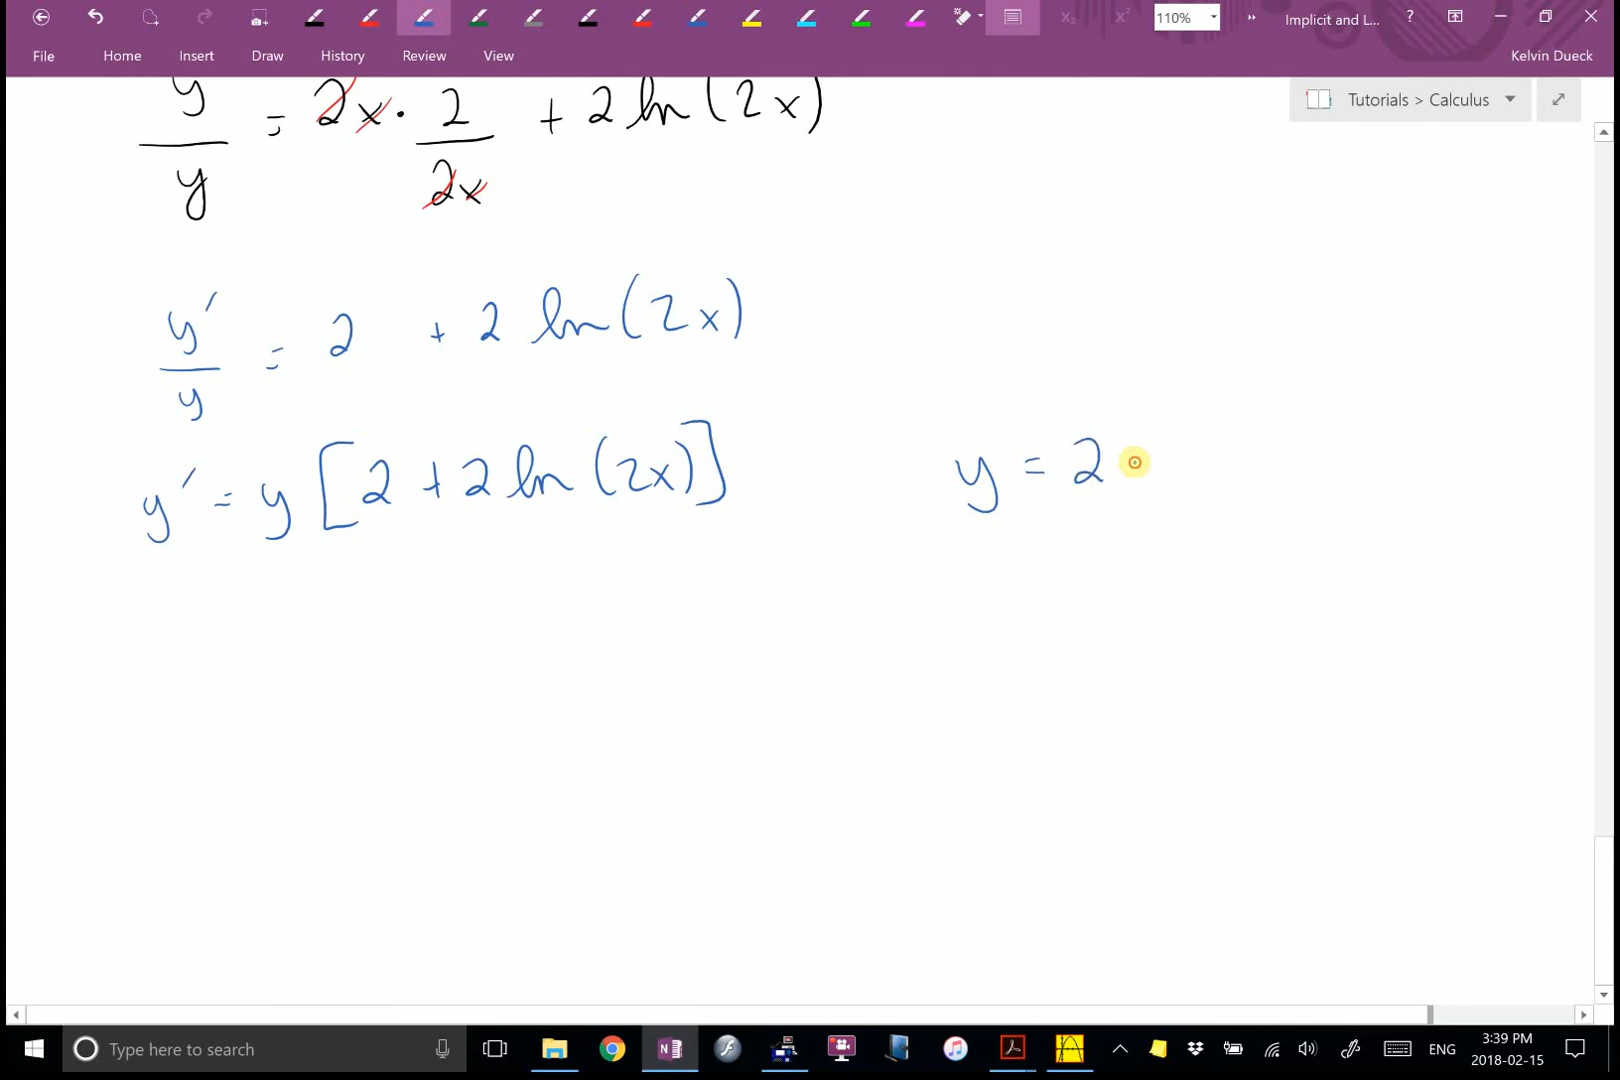 110%
Implicit and L...
?
File Home Insert Draw History Review View
Kelvin Dueck
Tutorials > Calculus
y/y = 2x · 2/2x + 2 ln(2x)
y'/y = 2 + 2 ln(2x)
y' = y [2 + 2 ln(2x)]
y = 2
Type here to search
ENG
3:39 PM
2018-02-15